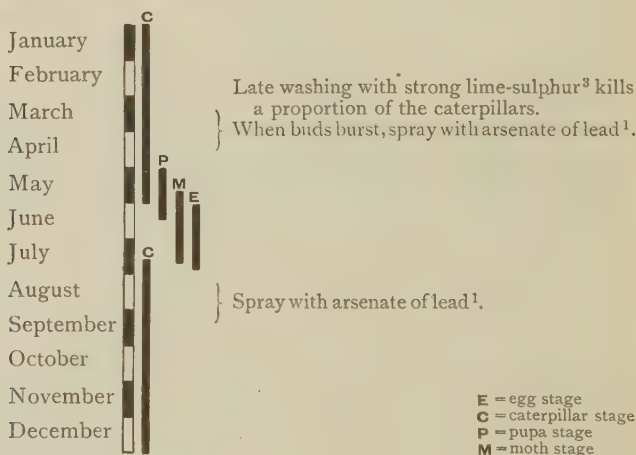 C
January
February
Late washing with strong lime-sulphur³ kills
March
a proportion of the caterpillars.
When buds burst, spray with arsenate of lead¹.
April
P
May
M
E
June
July
C
August
Spray with arsenate of lead¹.
September
October
November
E = egg stage
C = caterpillar stage
December
P = pupa stage
M = moth stage